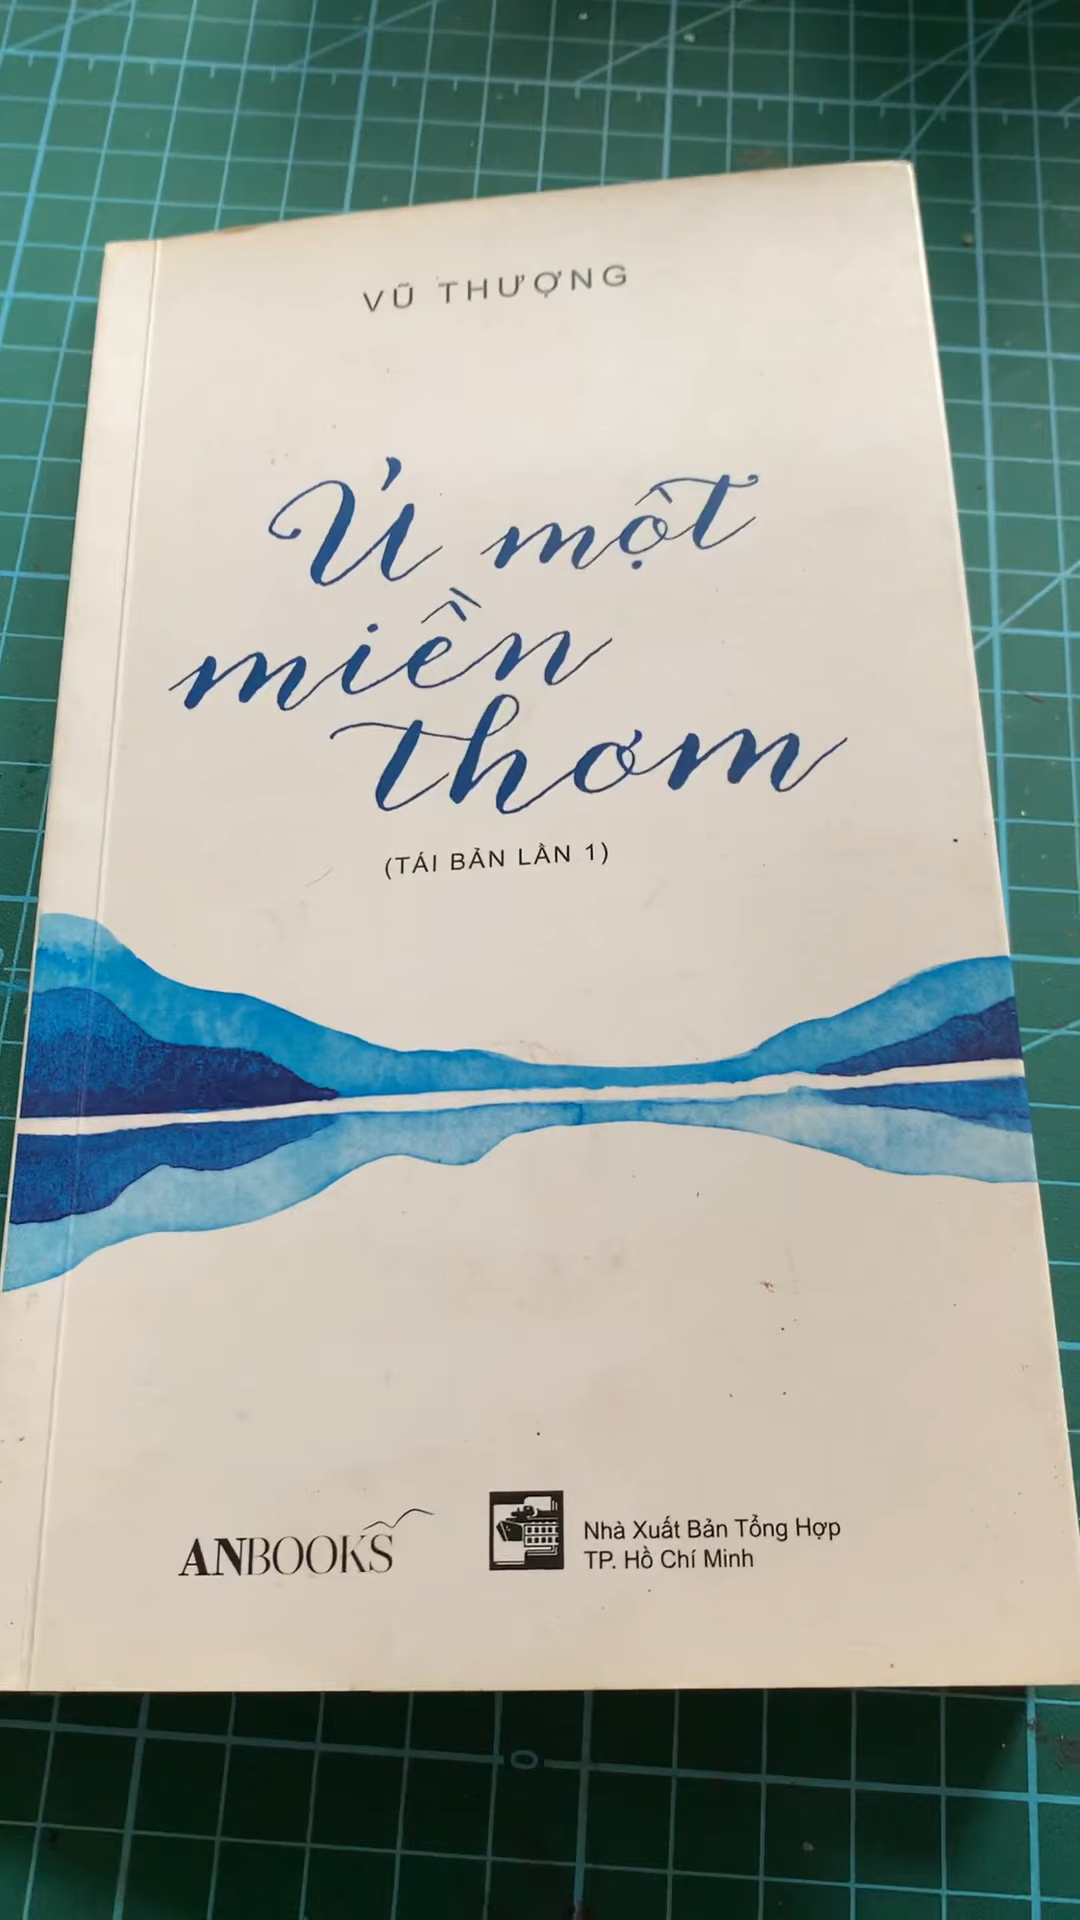 VŨ THƯỢNG
Ủ một
miền
thơm
(TÁI BẢN LẦN 1)
ANBOOKS
Nhà Xuất Bản Tổng Hợp
TP. Hồ Chí Minh
0